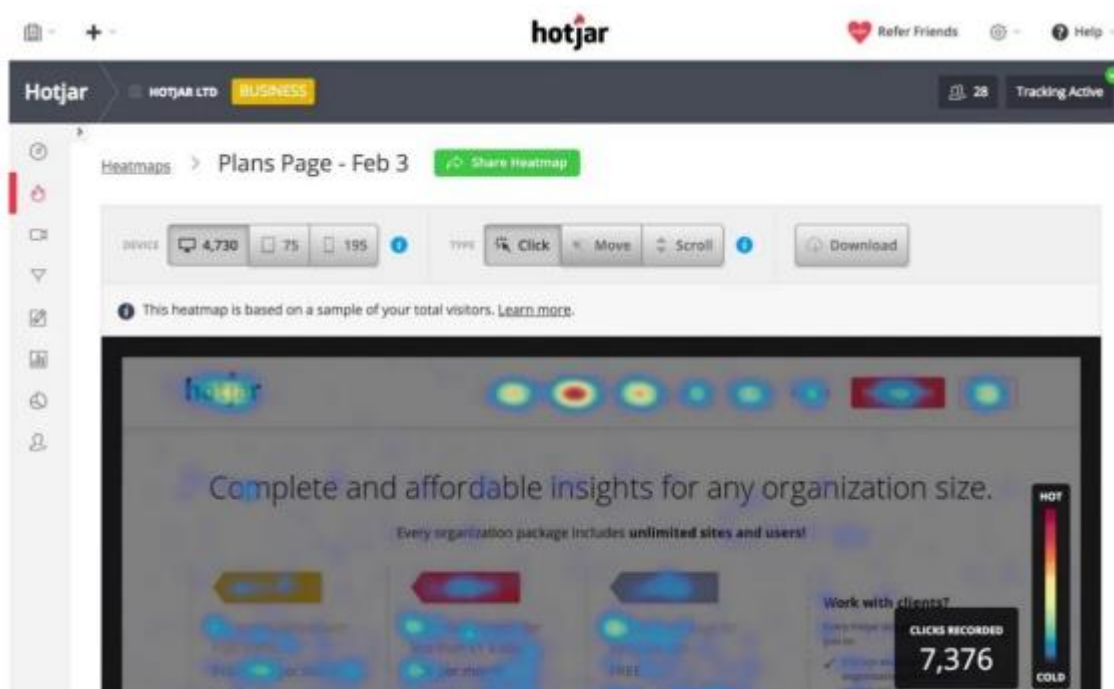 hotjar
Refer Friends
Help
Hotjar
HOTJAR LTD
BUSINESS
28
Tracking Active
Heatmaps > Plans Page - Feb 3
Share Heatmap
DEVICE
4,730
75
195
TYPE
Click
Move
Scroll
Download
This heatmap is based on a sample of your total visitors. Learn more.
hotjar
Complete and affordable insights for any organization size.
Every organization package includes unlimited sites and users!
HOT
Work with clients?
CLICKS RECORDED
7,376
FREE
COLD